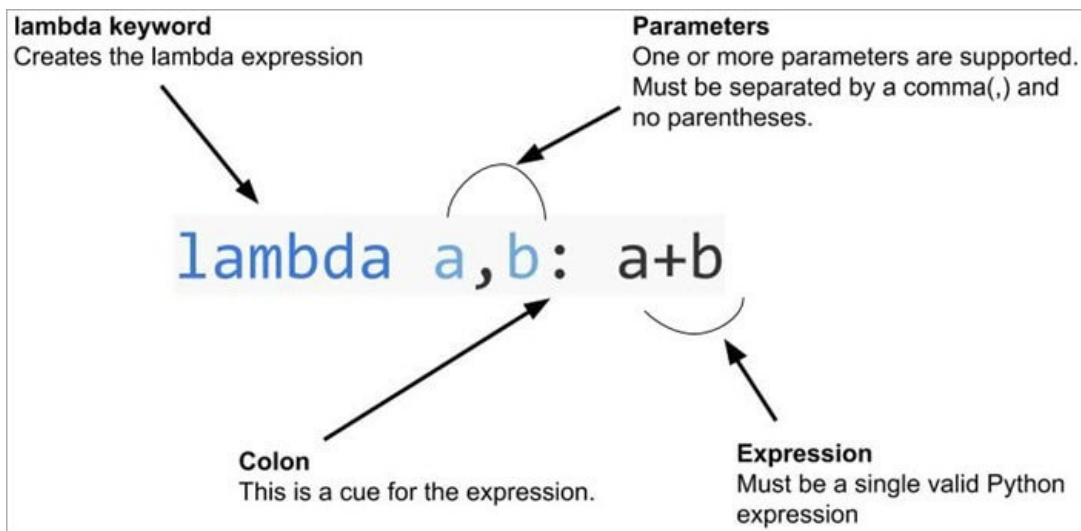 lambda keyword
Creates the lambda expression
Parameters
One or more parameters are supported.
Must be separated by a comma(,) and
no parentheses.
lambda a,b: a+b
Colon
This is a cue for the expression.
Expression
Must be a single valid Python
expression